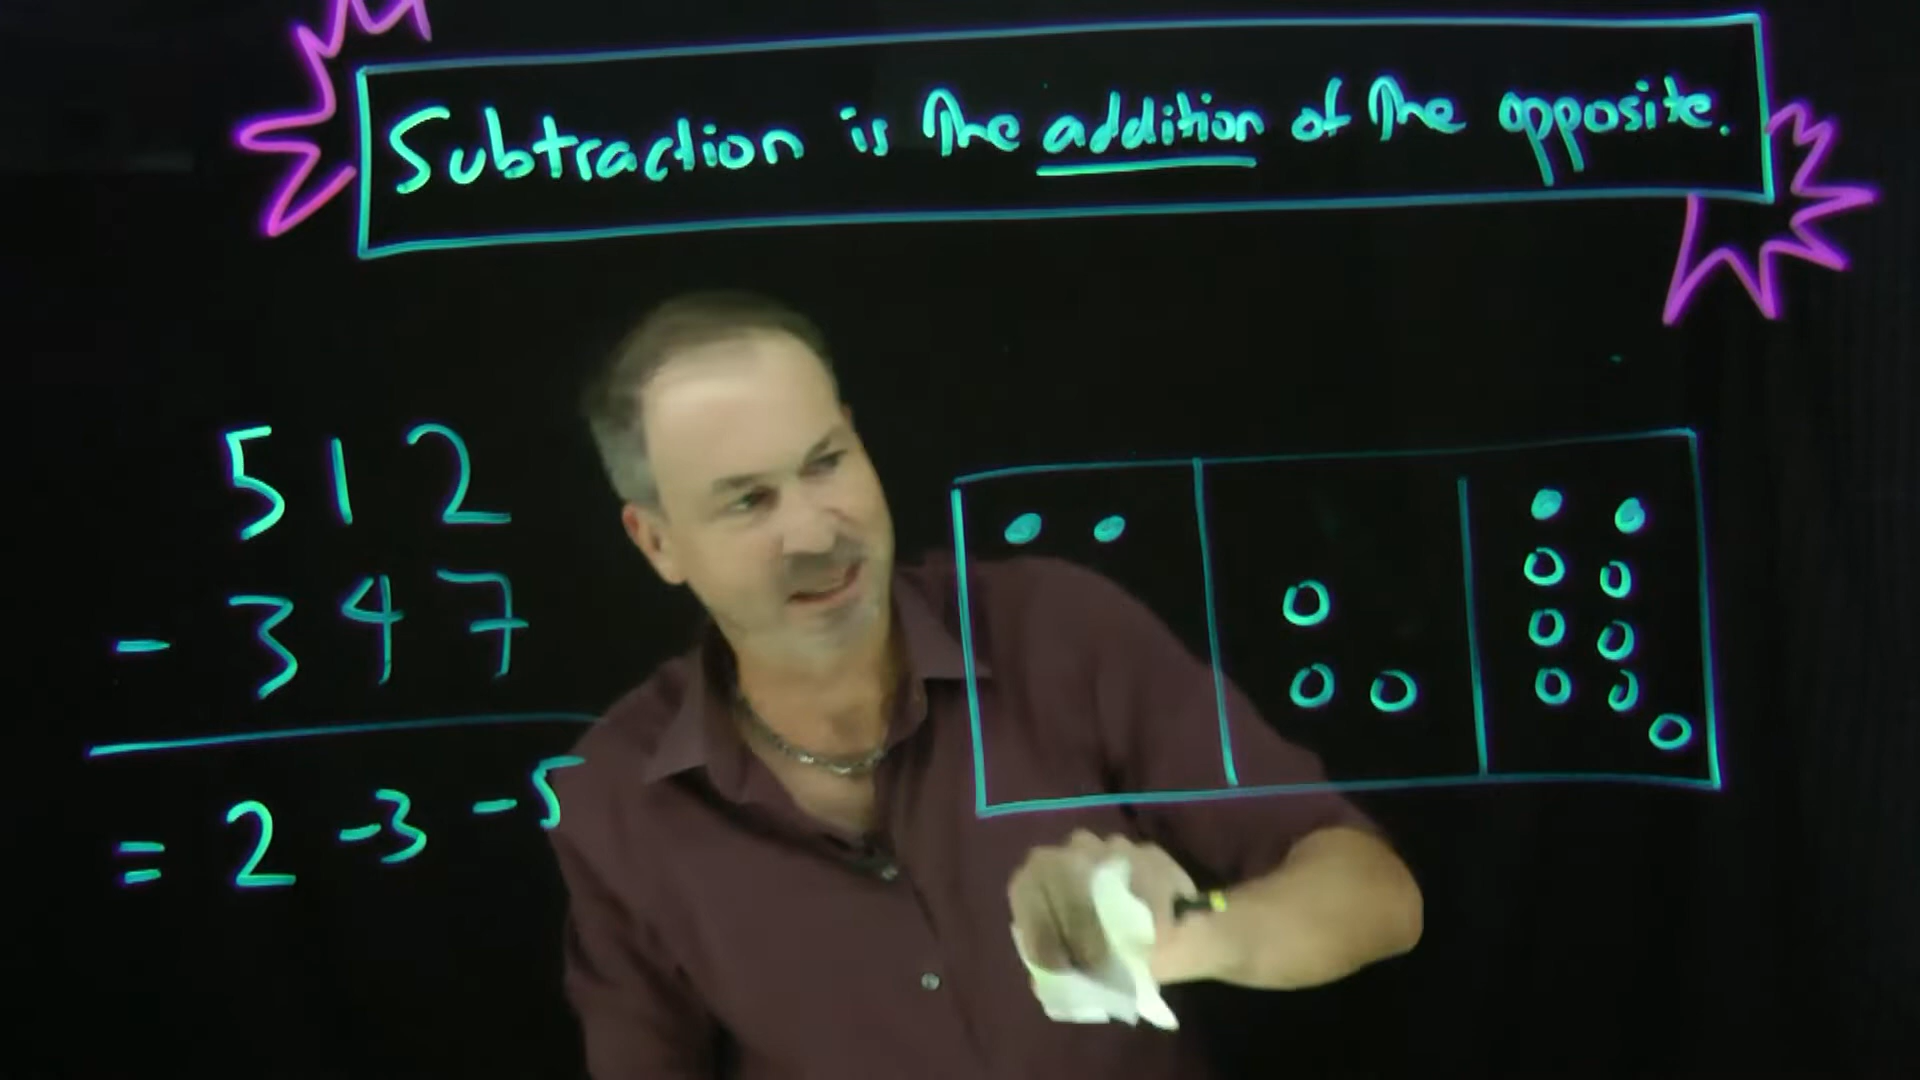 Subtraction is the addition of the opposite.
512
- 347
= 2 -3 -5